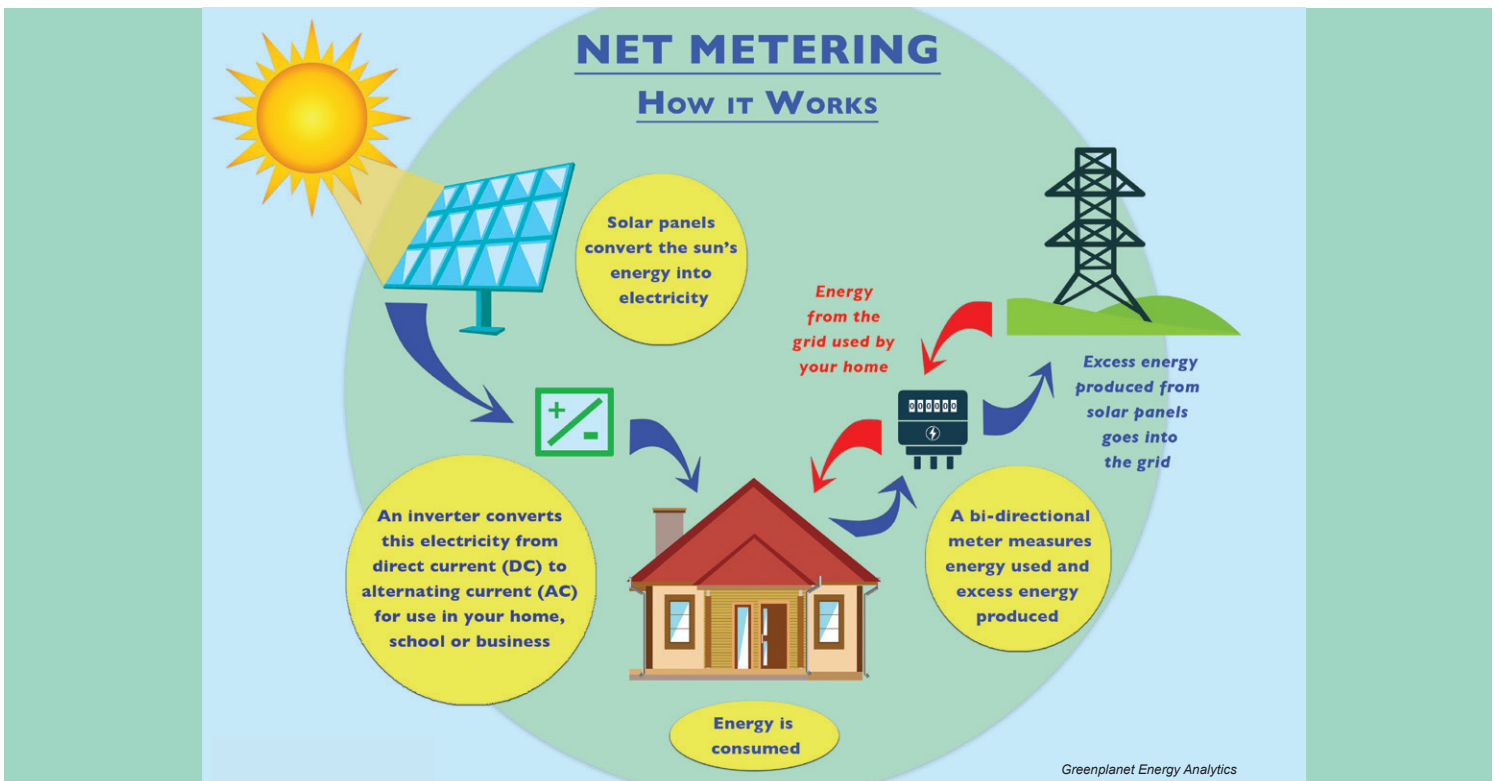 NET METERING
HOW IT WORKS
Solar panels
convert the sun's
energy into
electricity
Energy
from the
grid used by
your home
Excess energy
produced from
solar panels
goes into
the grid
+
-
000000
An inverter converts
this electricity from
direct current (DC) to
alternating current (AC)
for use in your home,
school or business
A bi-directional
meter measures
energy used and
excess energy
produced
Energy is
consumed
Greenplanet Energy Analytics